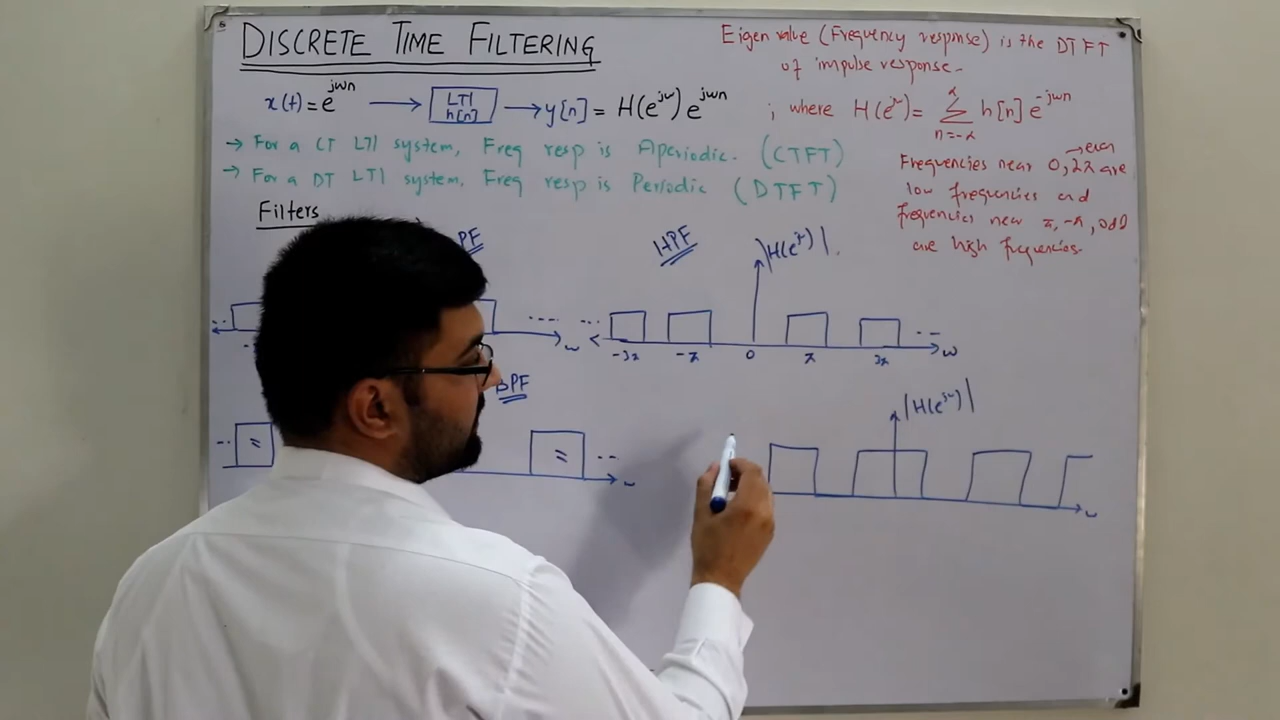 DISCRETE TIME FILTERING
Eigen value (Frequency response) is the DTFT
of impulse response.
x(t) = e^{jwn} → LTI h[n] → y[n] = H(e^{jw}) e^{jwn} ; where H(e^{jw}) = ∑_{n=-∞}^{∞} h[n] e^{-jwn}
→ For a CT LTI system, Freq resp is Aperiodic. (CTFT)
→ For a DT LTI system, Freq resp is Periodic (DTFT)
→even
Frequencies near 0, 2π are
low frequencies and
frequencies near π, -π, odd
are high frequencies.
Filters
PF
HPF
|H(e^{jw})|
... .... w ... -3π -π 0 π 3π ... w
BPF
|H(e^{jw})|
... ≈ ≈ ... w
w